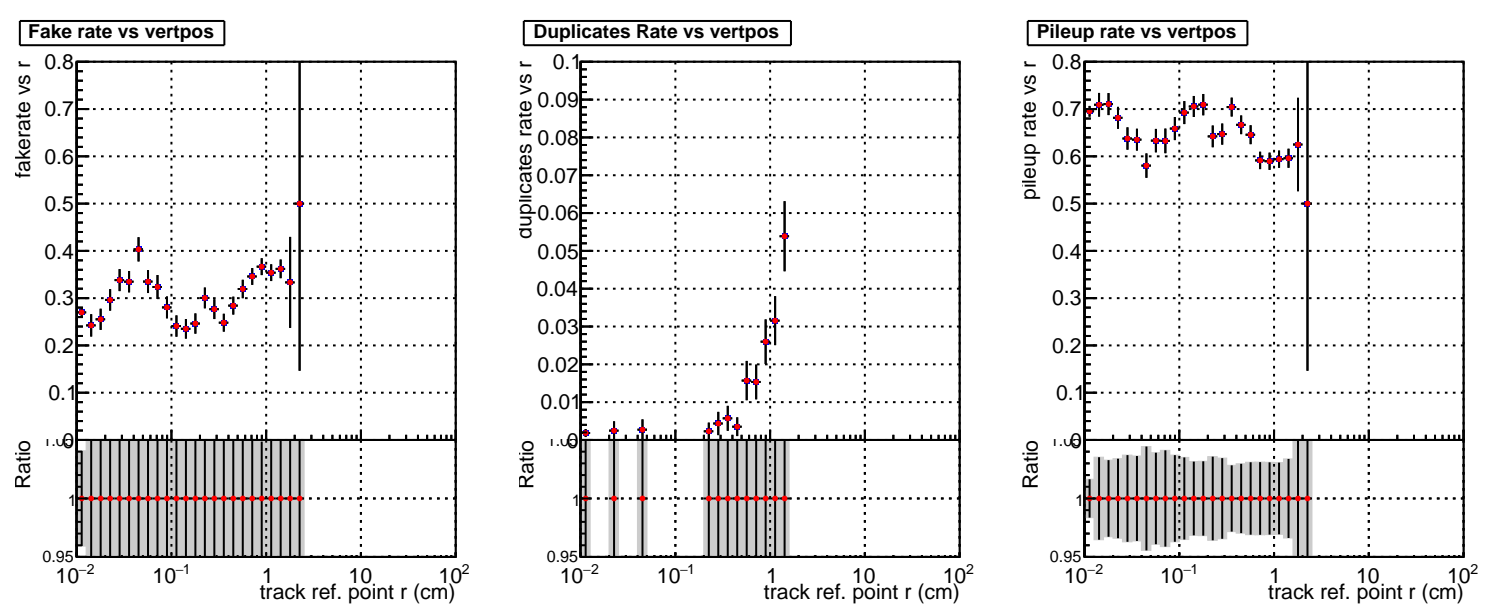 Fake rate vs vertpos
fakerate vs r
0.8
0.7
0.6
0.5
0.4
0.3
0.2
0.1
0
Ratio
1
0.95
10⁻² 10⁻¹ 1 10 10²
track ref. point r (cm)
Duplicates Rate vs vertpos
duplicates rate vs r
0.1
0.09
0.08
0.07
0.06
0.05
0.04
0.03
0.02
0.01
0
Ratio
1
0.95
10⁻² 10⁻¹ 1 10 10²
track ref. point r (cm)
Pileup rate vs vertpos
pileup rate vs r
0.8
0.7
0.6
0.5
0.4
0.3
0.2
0.1
0
Ratio
1
0.95
10⁻² 10⁻¹ 1 10 10²
track ref. point r (cm)